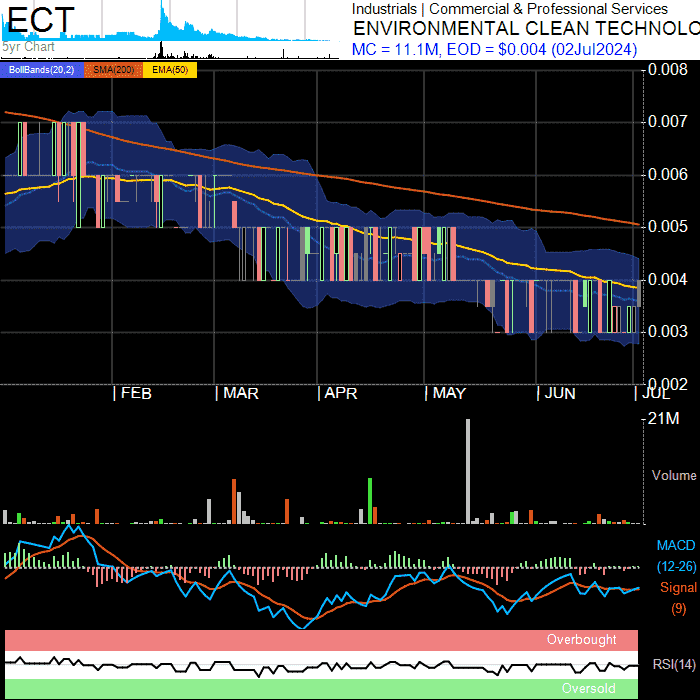 ECT
5yr Chart
Industrials | Commercial & Professional Services
ENVIRONMENTAL CLEAN TECHNOLO
MC = 11.1M, EOD = $0.004 (02Jul2024)
BollBands(20,2) SMA(200) EMA(50)
0.008
0.007
0.006
0.005
0.004
0.003
0.002
FEB MAR APR MAY JUN JUL
21M
Volume
MACD
(12-26)
Signal
(9)
Overbought
RSI(14)
Oversold